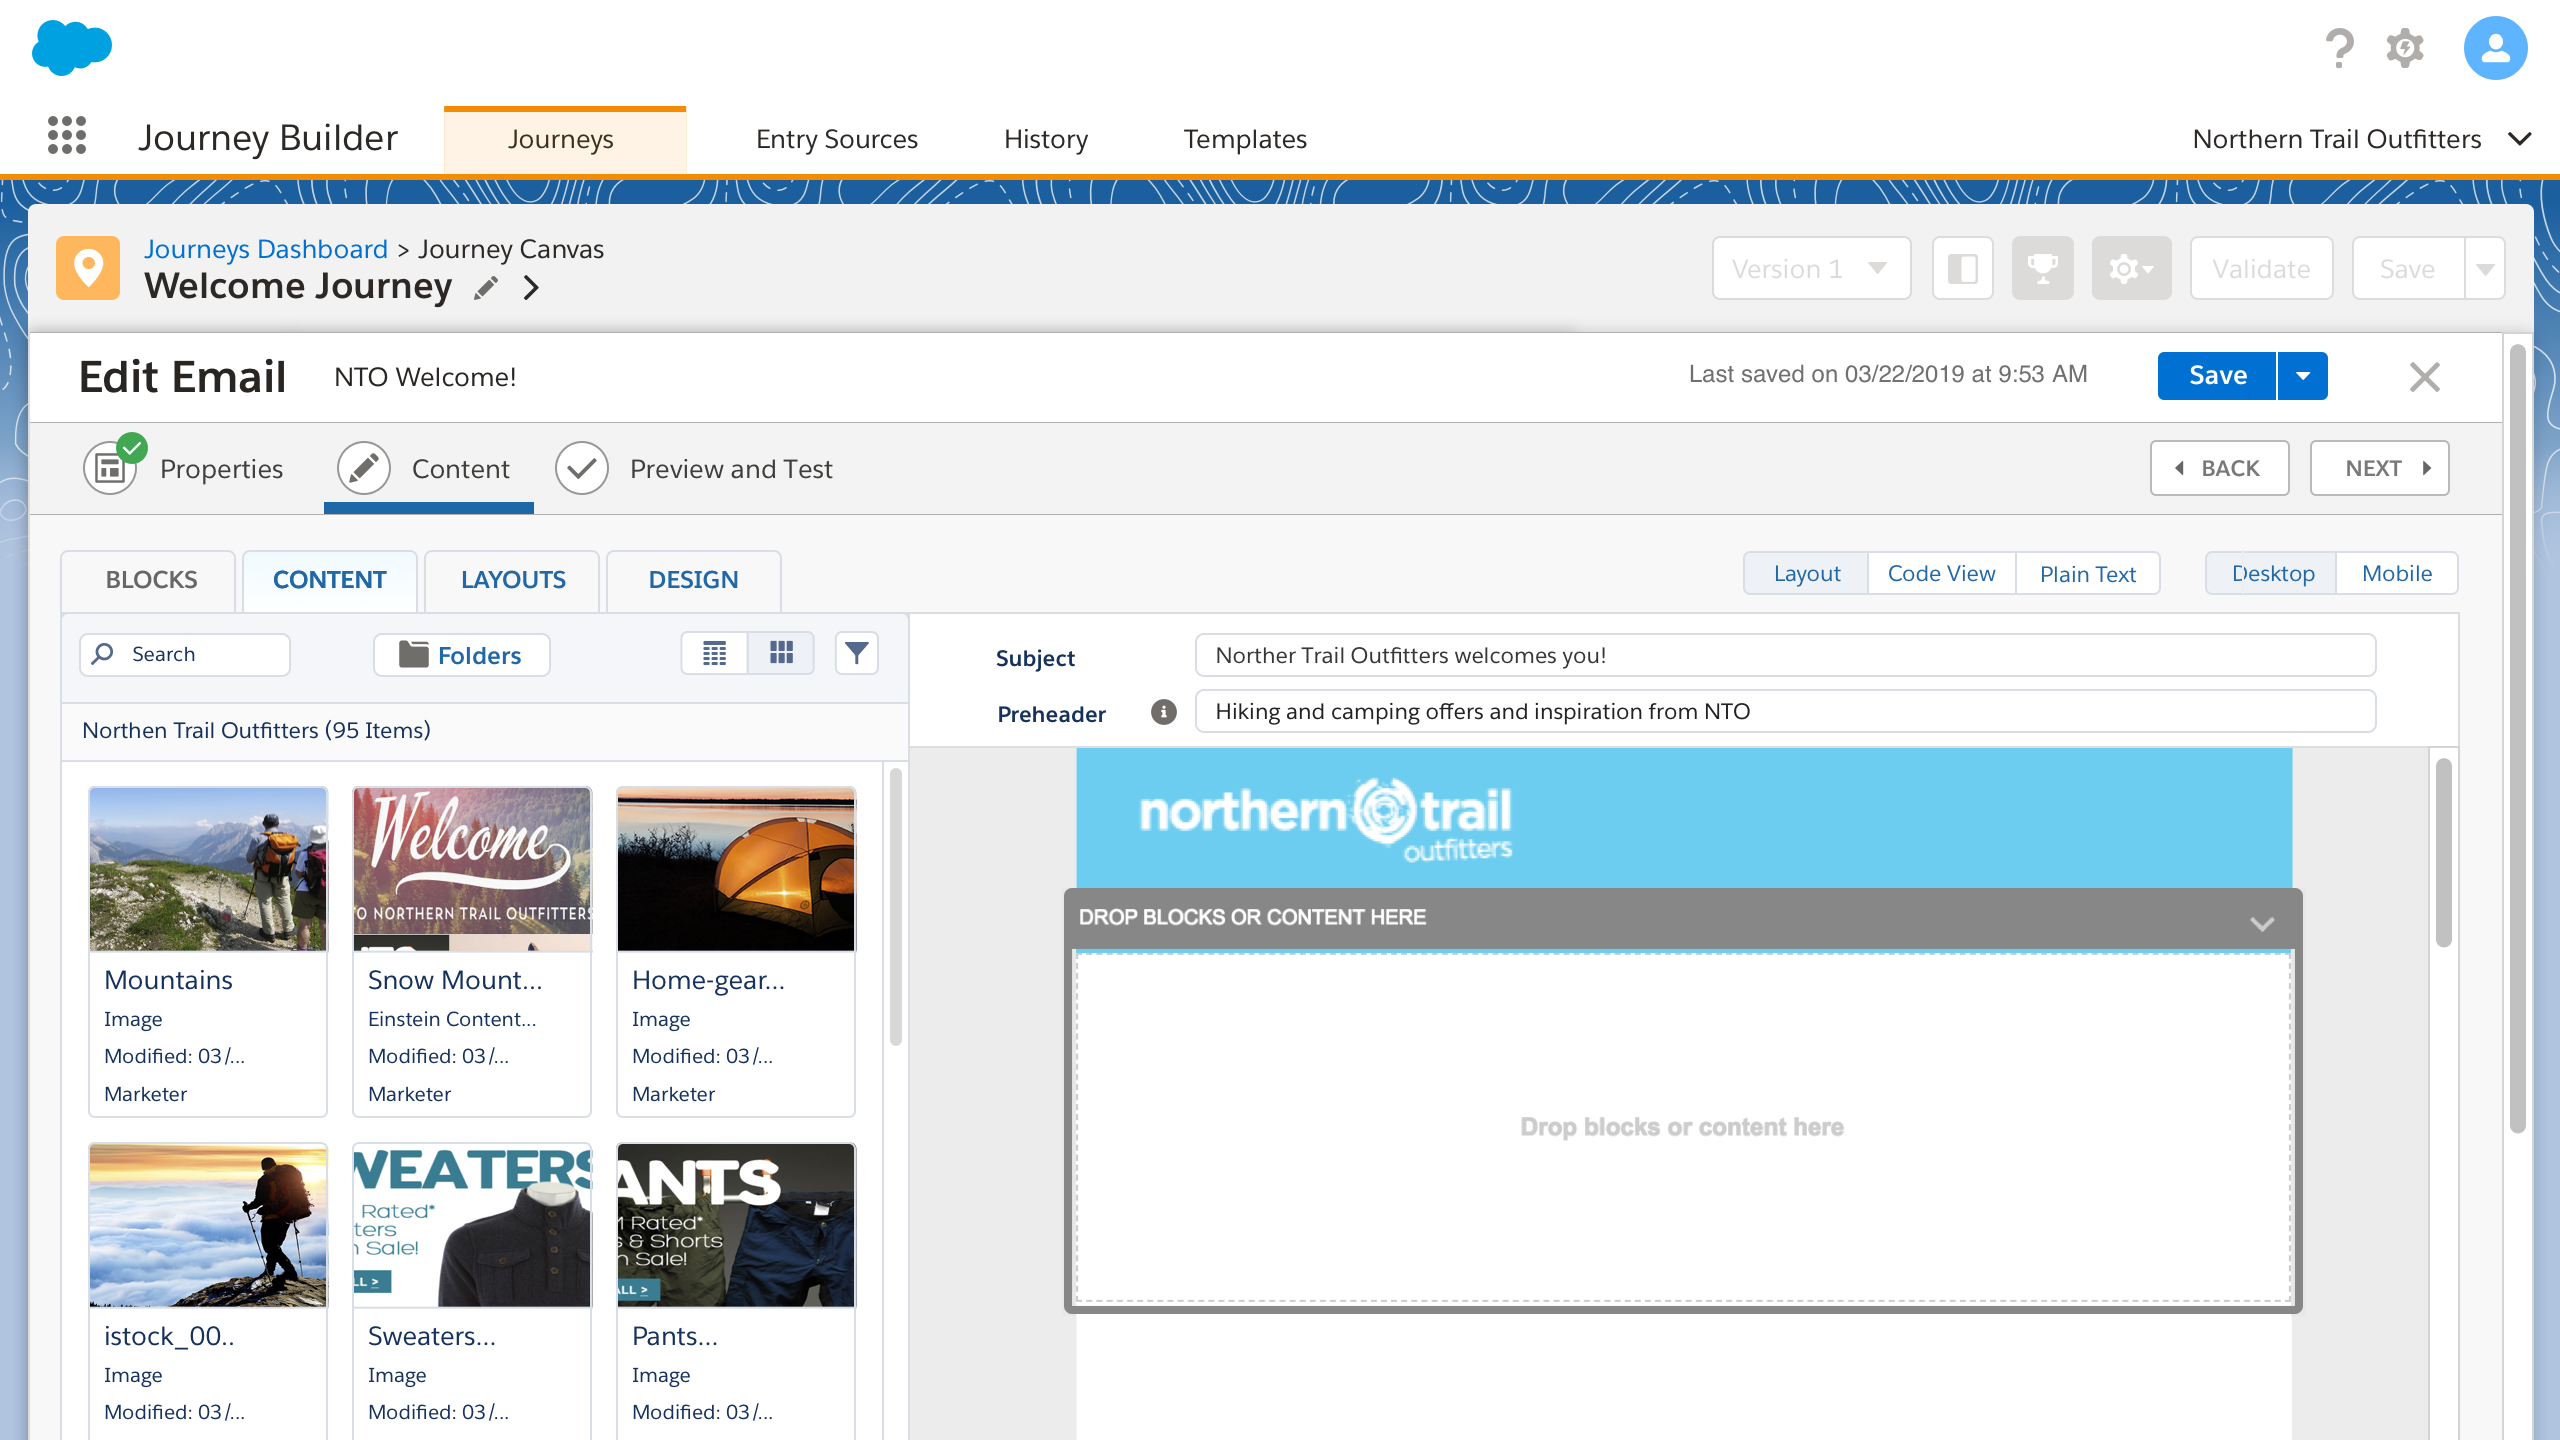 Journey Builder
Journeys
Entry Sources
History
Templates
Northern Trail Outfitters
Journeys Dashboard > Journey Canvas
Welcome Journey
Version 1
Validate
Save
Edit Email
NTO Welcome!
Last saved on 03/22/2019 at 9:53 AM
Save
Properties
Content
Preview and Test
BACK
NEXT
BLOCKS
CONTENT
LAYOUTS
DESIGN
Layout
Code View
Plain Text
Desktop
Mobile
Search
Folders
Subject
Norther Trail Outfitters welcomes you!
Preheader
Hiking and camping offers and inspiration from NTO
Northen Trail Outfitters (95 Items)
northern trail
outfitters
Welcome
O NORTHERN TRAIL OUTFITTERS
Mountains
Image
Modified: 03/...
Marketer
Snow Mount...
Einstein Content...
Modified: 03/...
Marketer
Home-gear...
Image
Modified: 03/...
Marketer
DROP BLOCKS OR CONTENT HERE
Drop blocks or content here
WEATERS
Rated*
ters
n Sale!
LL >
ANTS
M Rated*
s & Shorts
n Sale!
ALL >
istock_00..
Image
Modified: 03/...
Sweaters...
Image
Modified: 03/...
Pants...
Image
Modified: 03/...